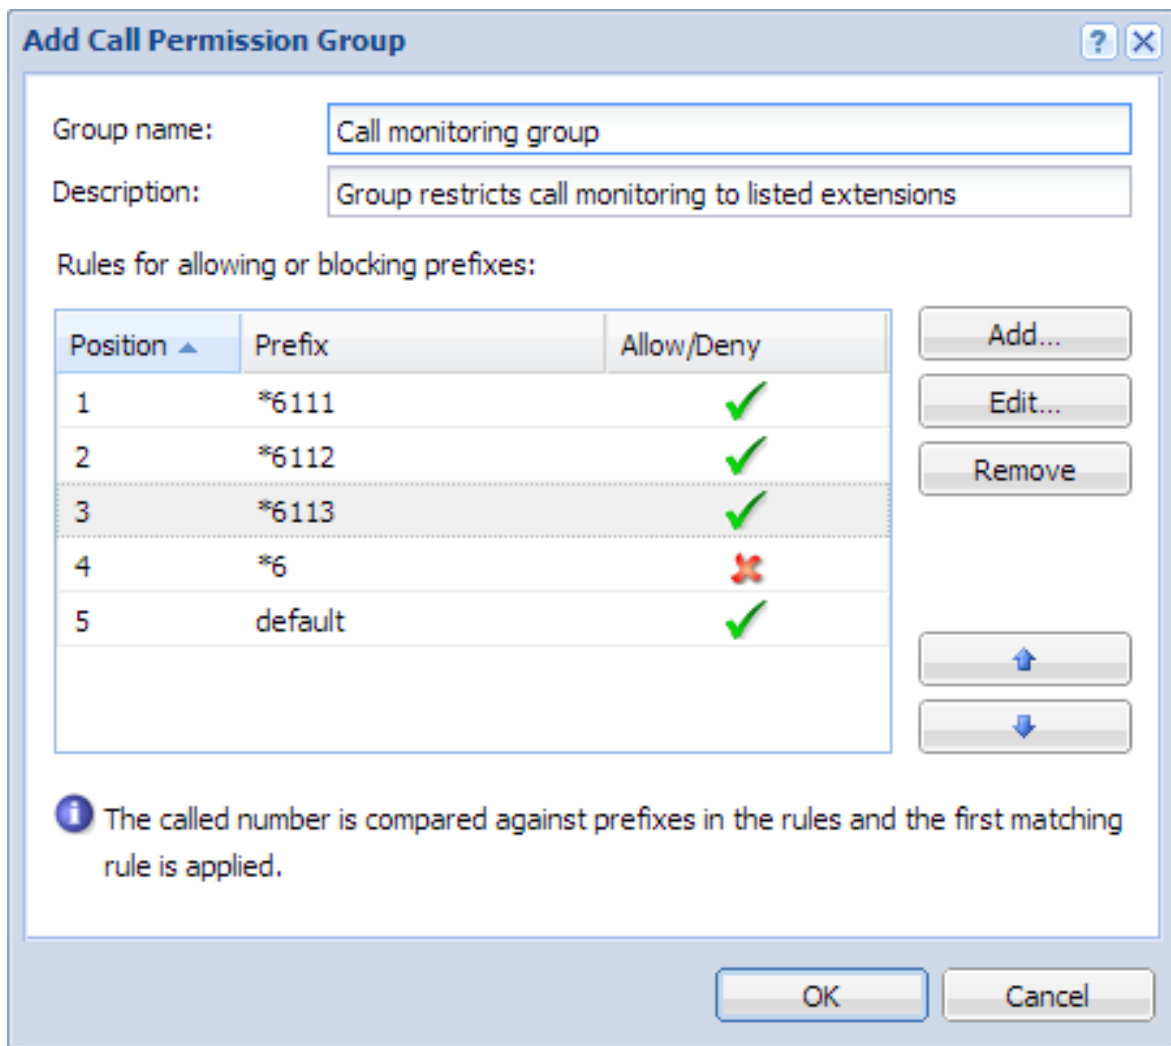 Add Call Permission Group
?
Group name: Call monitoring group
Description: Group restricts call monitoring to listed extensions
Rules for allowing or blocking prefixes:
Position Prefix Allow/Deny
1 *6111
2 *6112
3 *6113
4 *6
5 default
Add...
Edit...
Remove
The called number is compared against prefixes in the rules and the first matching
rule is applied.
OK Cancel